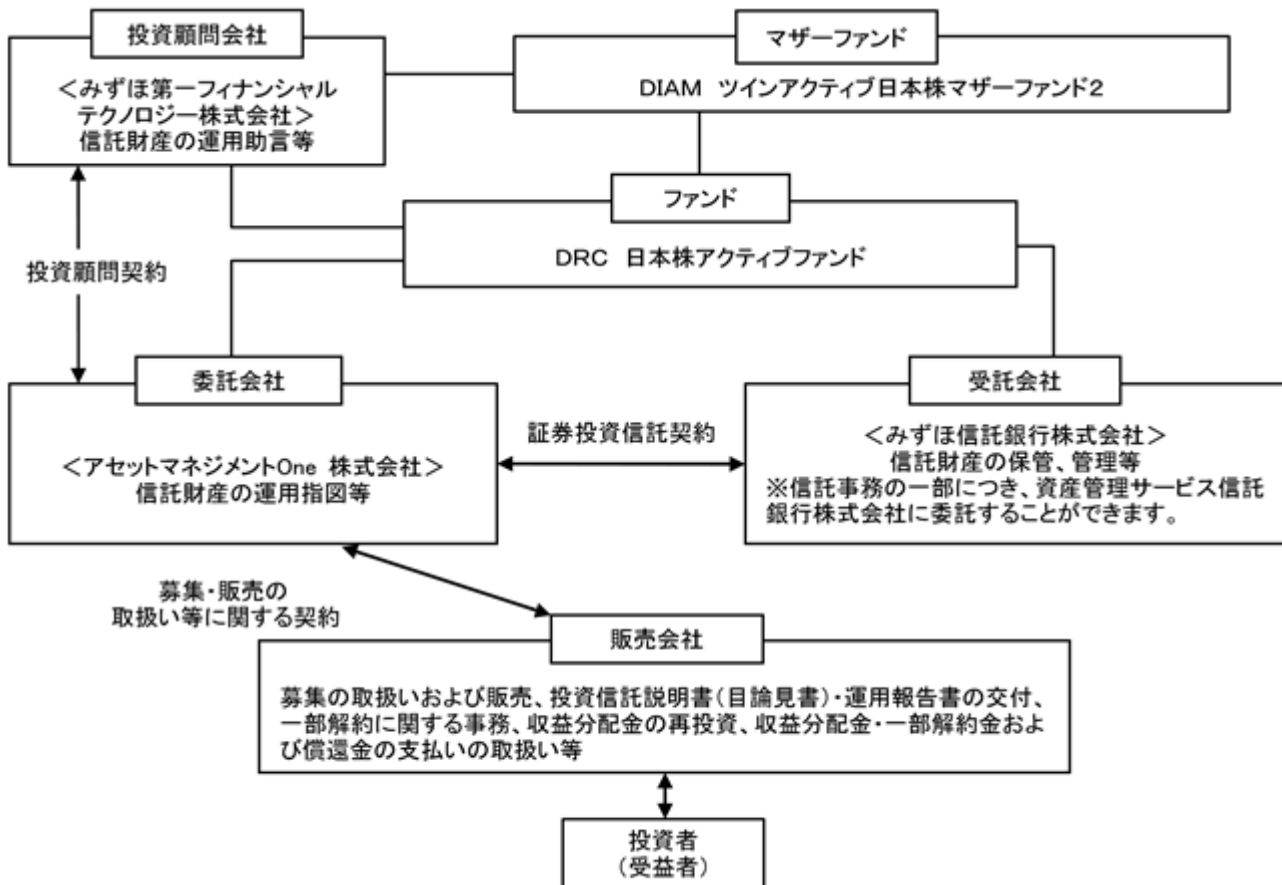 投資顧問会社
<みずほ第一フィナンシャル
テクノロジー株式会社>
信託財産の運用助言等
マザーファンド
DIAM ツインアクティブ日本株マザーファンド2
ファンド
DRC 日本株アクティブファンド
投資顧問契約
委託会社
<アセットマネジメントOne 株式会社>
信託財産の運用指図等
証券投資信託契約
受託会社
<みずほ信託銀行株式会社>
信託財産の保管、管理等
※信託事務の一部につき、資産管理サービス信託
銀行株式会社に委託することができます。
募集・販売の
取扱い等に関する契約
販売会社
募集の取扱いおよび販売、投資信託説明書(目論見書)・運用報告書の交付、
一部解約に関する事務、収益分配金の再投資、収益分配金・一部解約金およ
び償還金の支払いの取扱い等
投資者
(受益者)